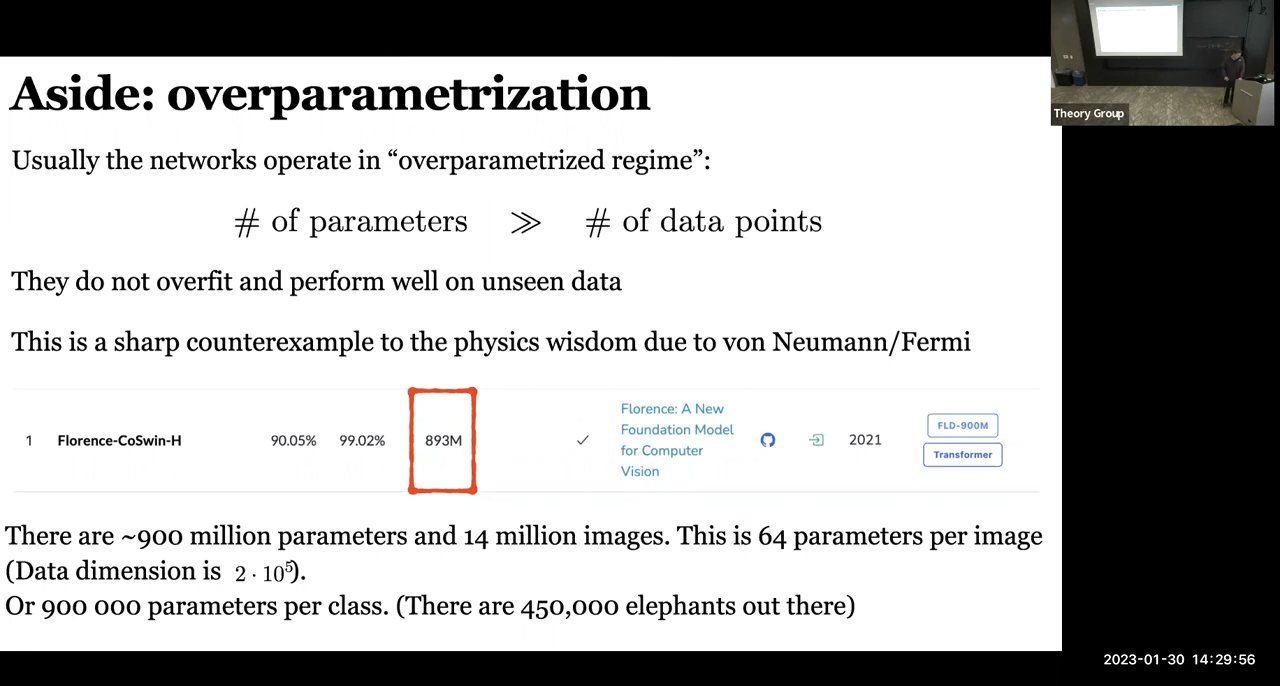 Aside: overparametrization
Theory Group
Usually the networks operate in “overparametrized regime”:
# of parameters ≫ # of data points
They do not overfit and perform well on unseen data
This is a sharp counterexample to the physics wisdom due to von Neumann/Fermi
1 Florence-CoSwin-H 90.05% 99.02% 893M ✓
Florence: A New
Foundation Model
for Computer
Vision
2021
FLD-900M
Transformer
There are ~900 million parameters and 14 million images. This is 64 parameters per image
(Data dimension is 2 · 10⁵).
Or 900 000 parameters per class. (There are 450,000 elephants out there)
2023-01-30 14:29:56